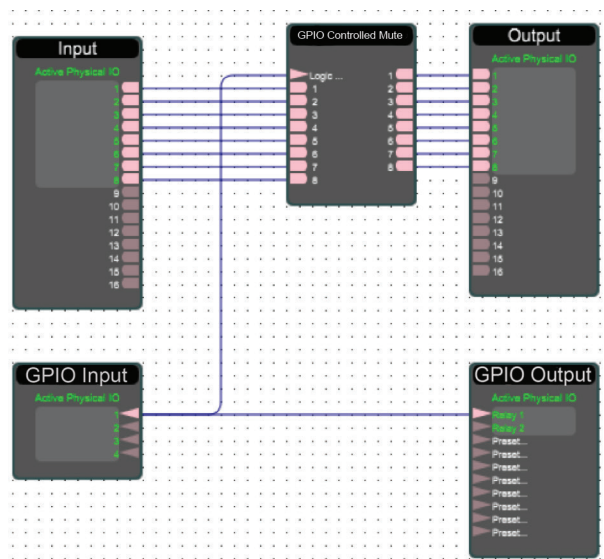 Input
Active Physical IO
1
2
3
4
5
6
7
8
9
10
11
12
13
14
15
16
GPIO Controlled Mute
Logic ...
1
2
3
4
5
6
7
8
1
2
3
4
5
6
7
8
Output
Active Physical IO
1
2
3
4
5
6
7
8
9
10
11
12
13
14
15
16
GPIO Input
Active Physical IO
1
2
3
4
GPIO Output
Active Physical IO
Relay 1
Relay 2
Preset...
Preset...
Preset...
Preset...
Preset...
Preset...
Preset...
Preset...